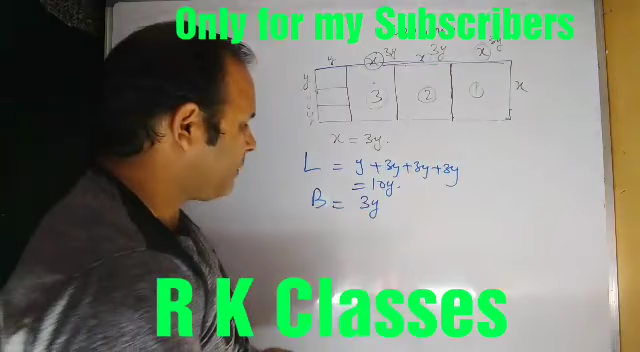 Only for my Subscribers
y x 3y x 3y x 3y
y 3 2 1 x
x = 3y.
L = y + 3y + 3y + 3y
= 10y.
B = 3y
R K Classes